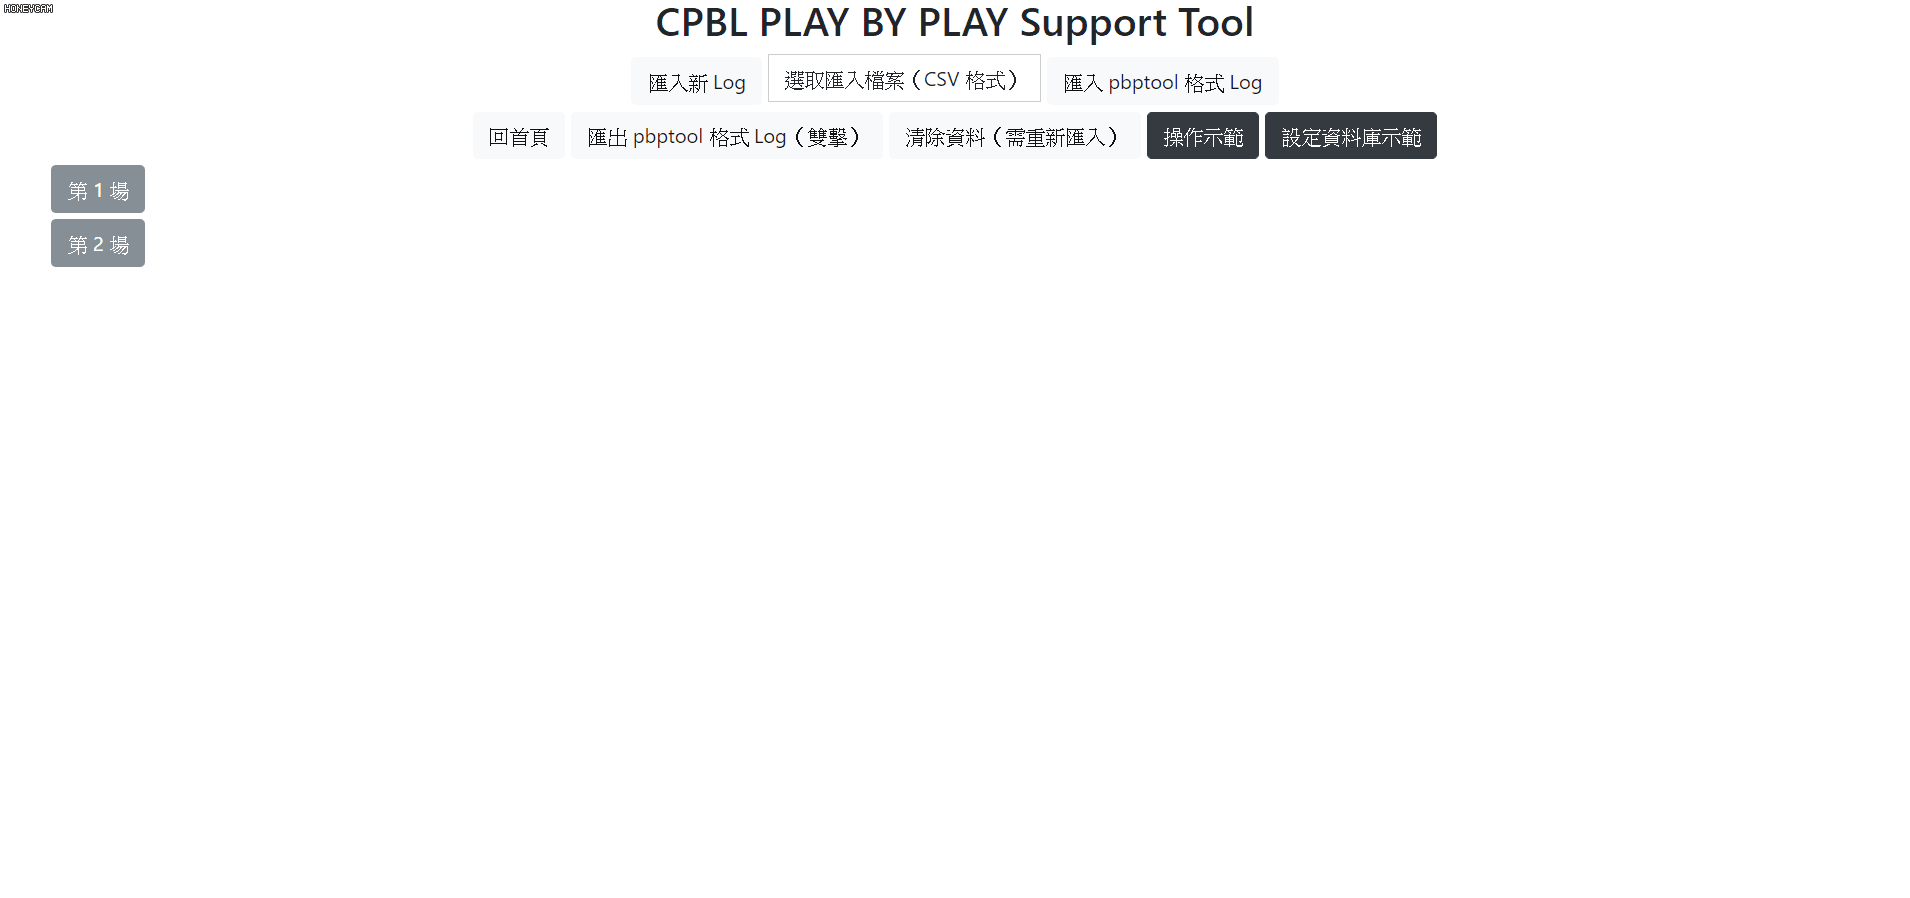 HONEYCAM
CPBL PLAY BY PLAY Support Tool
匯入新 Log 選取匯入檔案（CSV 格式） 匯入 pbptool 格式 Log
回首頁 匯出 pbptool 格式 Log（雙擊） 清除資料（需重新匯入） 操作示範 設定資料庫示範
第 1 場
第 2 場